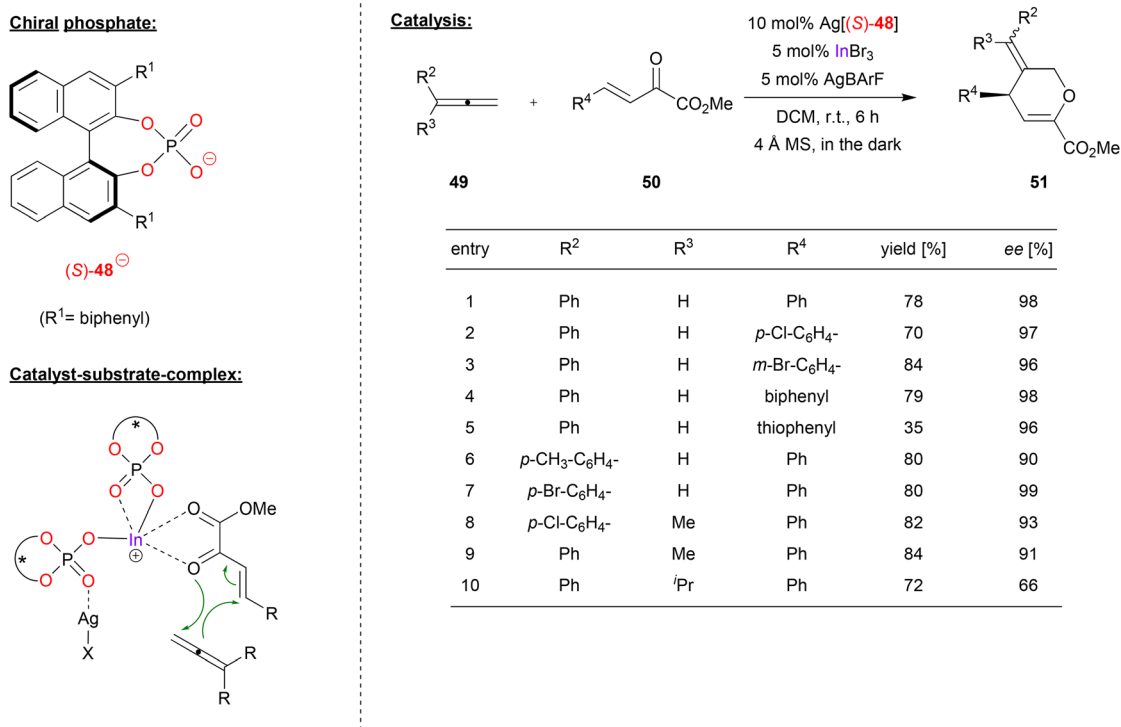 Chiral phosphate:
R¹
O
O
P
O
O ⊖
R¹
(S)-48 ⊖
(R¹= biphenyl)
Catalyst-substrate-complex:
*
O O
P
O O
O O In O OMe
* P ⊕
O O O
Ag R
X R
R
Catalysis:
R²
R³
49
+
O
R⁴ CO₂Me
50
10 mol% Ag[(S)-48]
5 mol% InBr₃
5 mol% AgBArF
DCM, r.t., 6 h
4 Å MS, in the dark
R²
R³
R⁴ O
CO₂Me
51
entry R² R³ R⁴ yield [%] ee [%]
1 Ph H Ph 78 98
2 Ph H p-Cl-C₆H₄- 70 97
3 Ph H m-Br-C₆H₄- 84 96
4 Ph H biphenyl 79 98
5 Ph H thiophenyl 35 96
6 p-CH₃-C₆H₄- H Ph 80 90
7 p-Br-C₆H₄- H Ph 80 99
8 p-Cl-C₆H₄- Me Ph 82 93
9 Ph Me Ph 84 91
10 Ph ⁱPr Ph 72 66